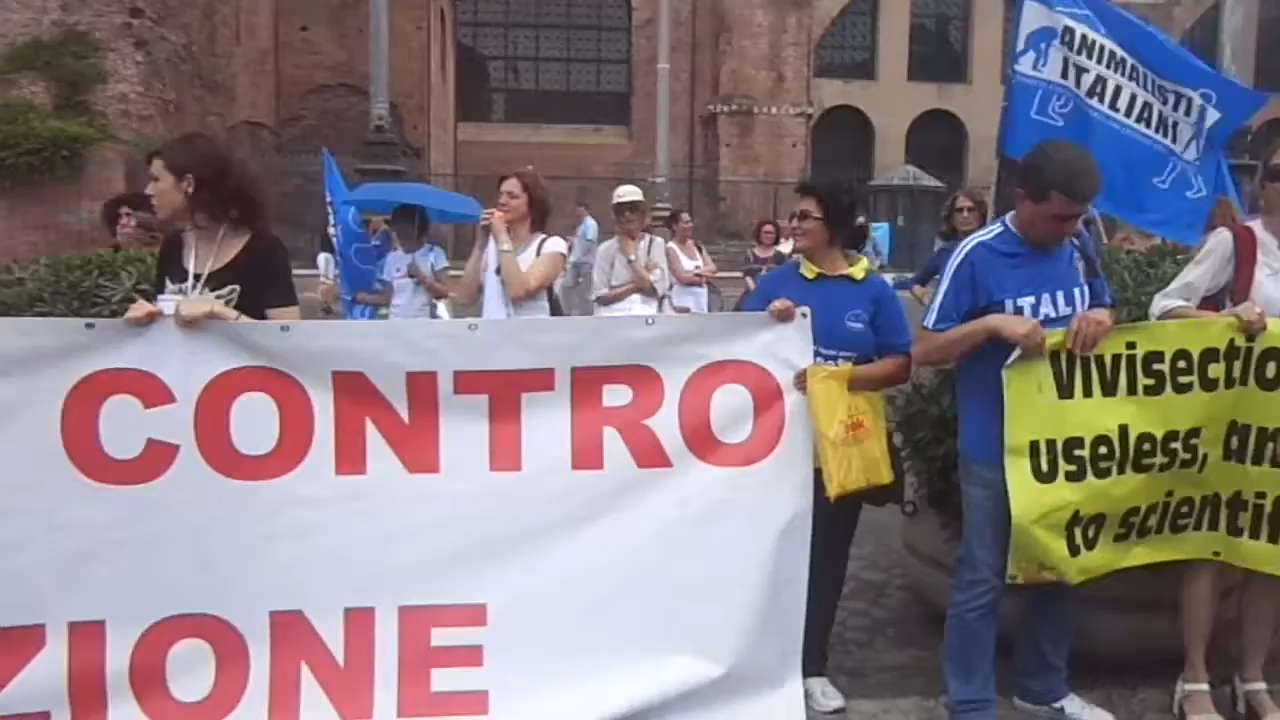 ANIMALISTI
ITALIANI
CONTRO
ZIONE
ITALI
Vivisectio
useless, an
to scientif